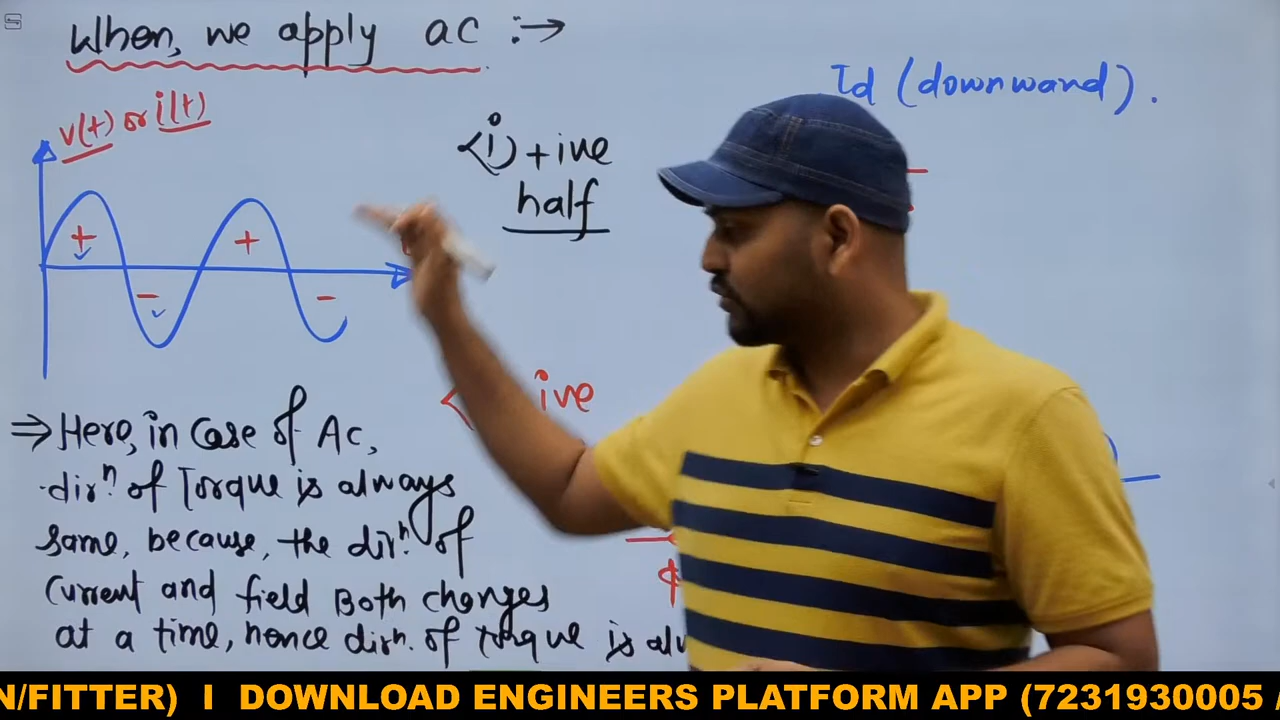 When, we apply ac :→
Td (downward).
v(t) or i(t)
(i) +ive
half
+
+
-
-
ive
⇒ Here, in Case of Ac,
dirⁿ. of Torque is always
same, because, the dirⁿ. of
Current and field Both changes
at a time, hence dirⁿ. of torque is
ϕ
N/FITTER) I DOWNLOAD ENGINEERS PLATFORM APP (7231930005